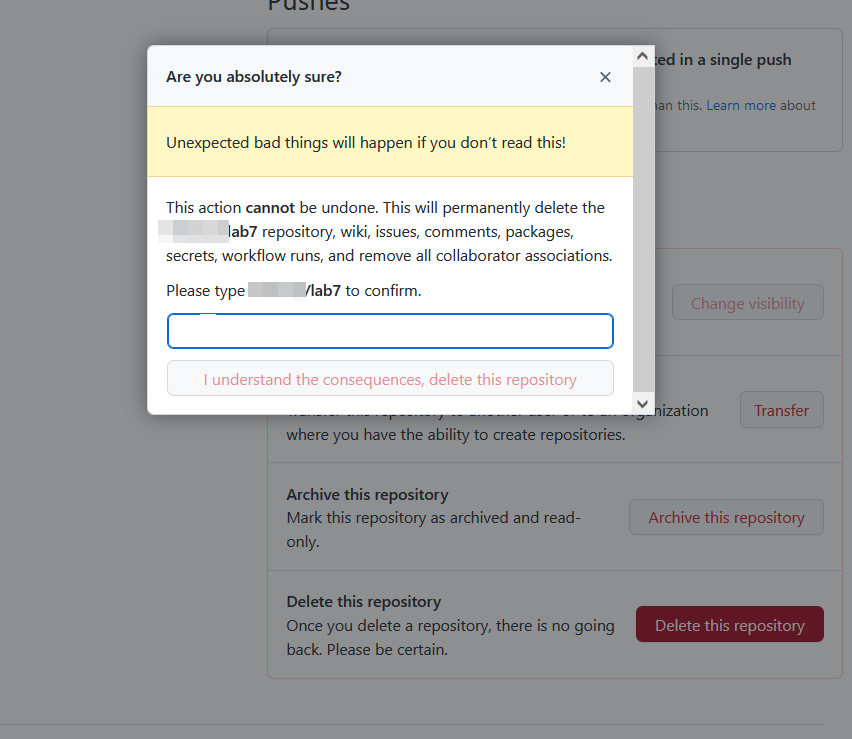 Pushes
ted in a single push
han this. Learn more about
Are you absolutely sure?
Unexpected bad things will happen if you don't read this!
This action cannot be undone. This will permanently delete the
lab7 repository, wiki, issues, comments, packages,
secrets, workflow runs, and remove all collaborator associations.
Please type /lab7 to confirm.
I understand the consequences, delete this repository
Change visibility
Transfer this repository to another user or to an organization
where you have the ability to create repositories.
Transfer
Archive this repository
Mark this repository as archived and read-
only.
Archive this repository
Delete this repository
Once you delete a repository, there is no going
back. Please be certain.
Delete this repository